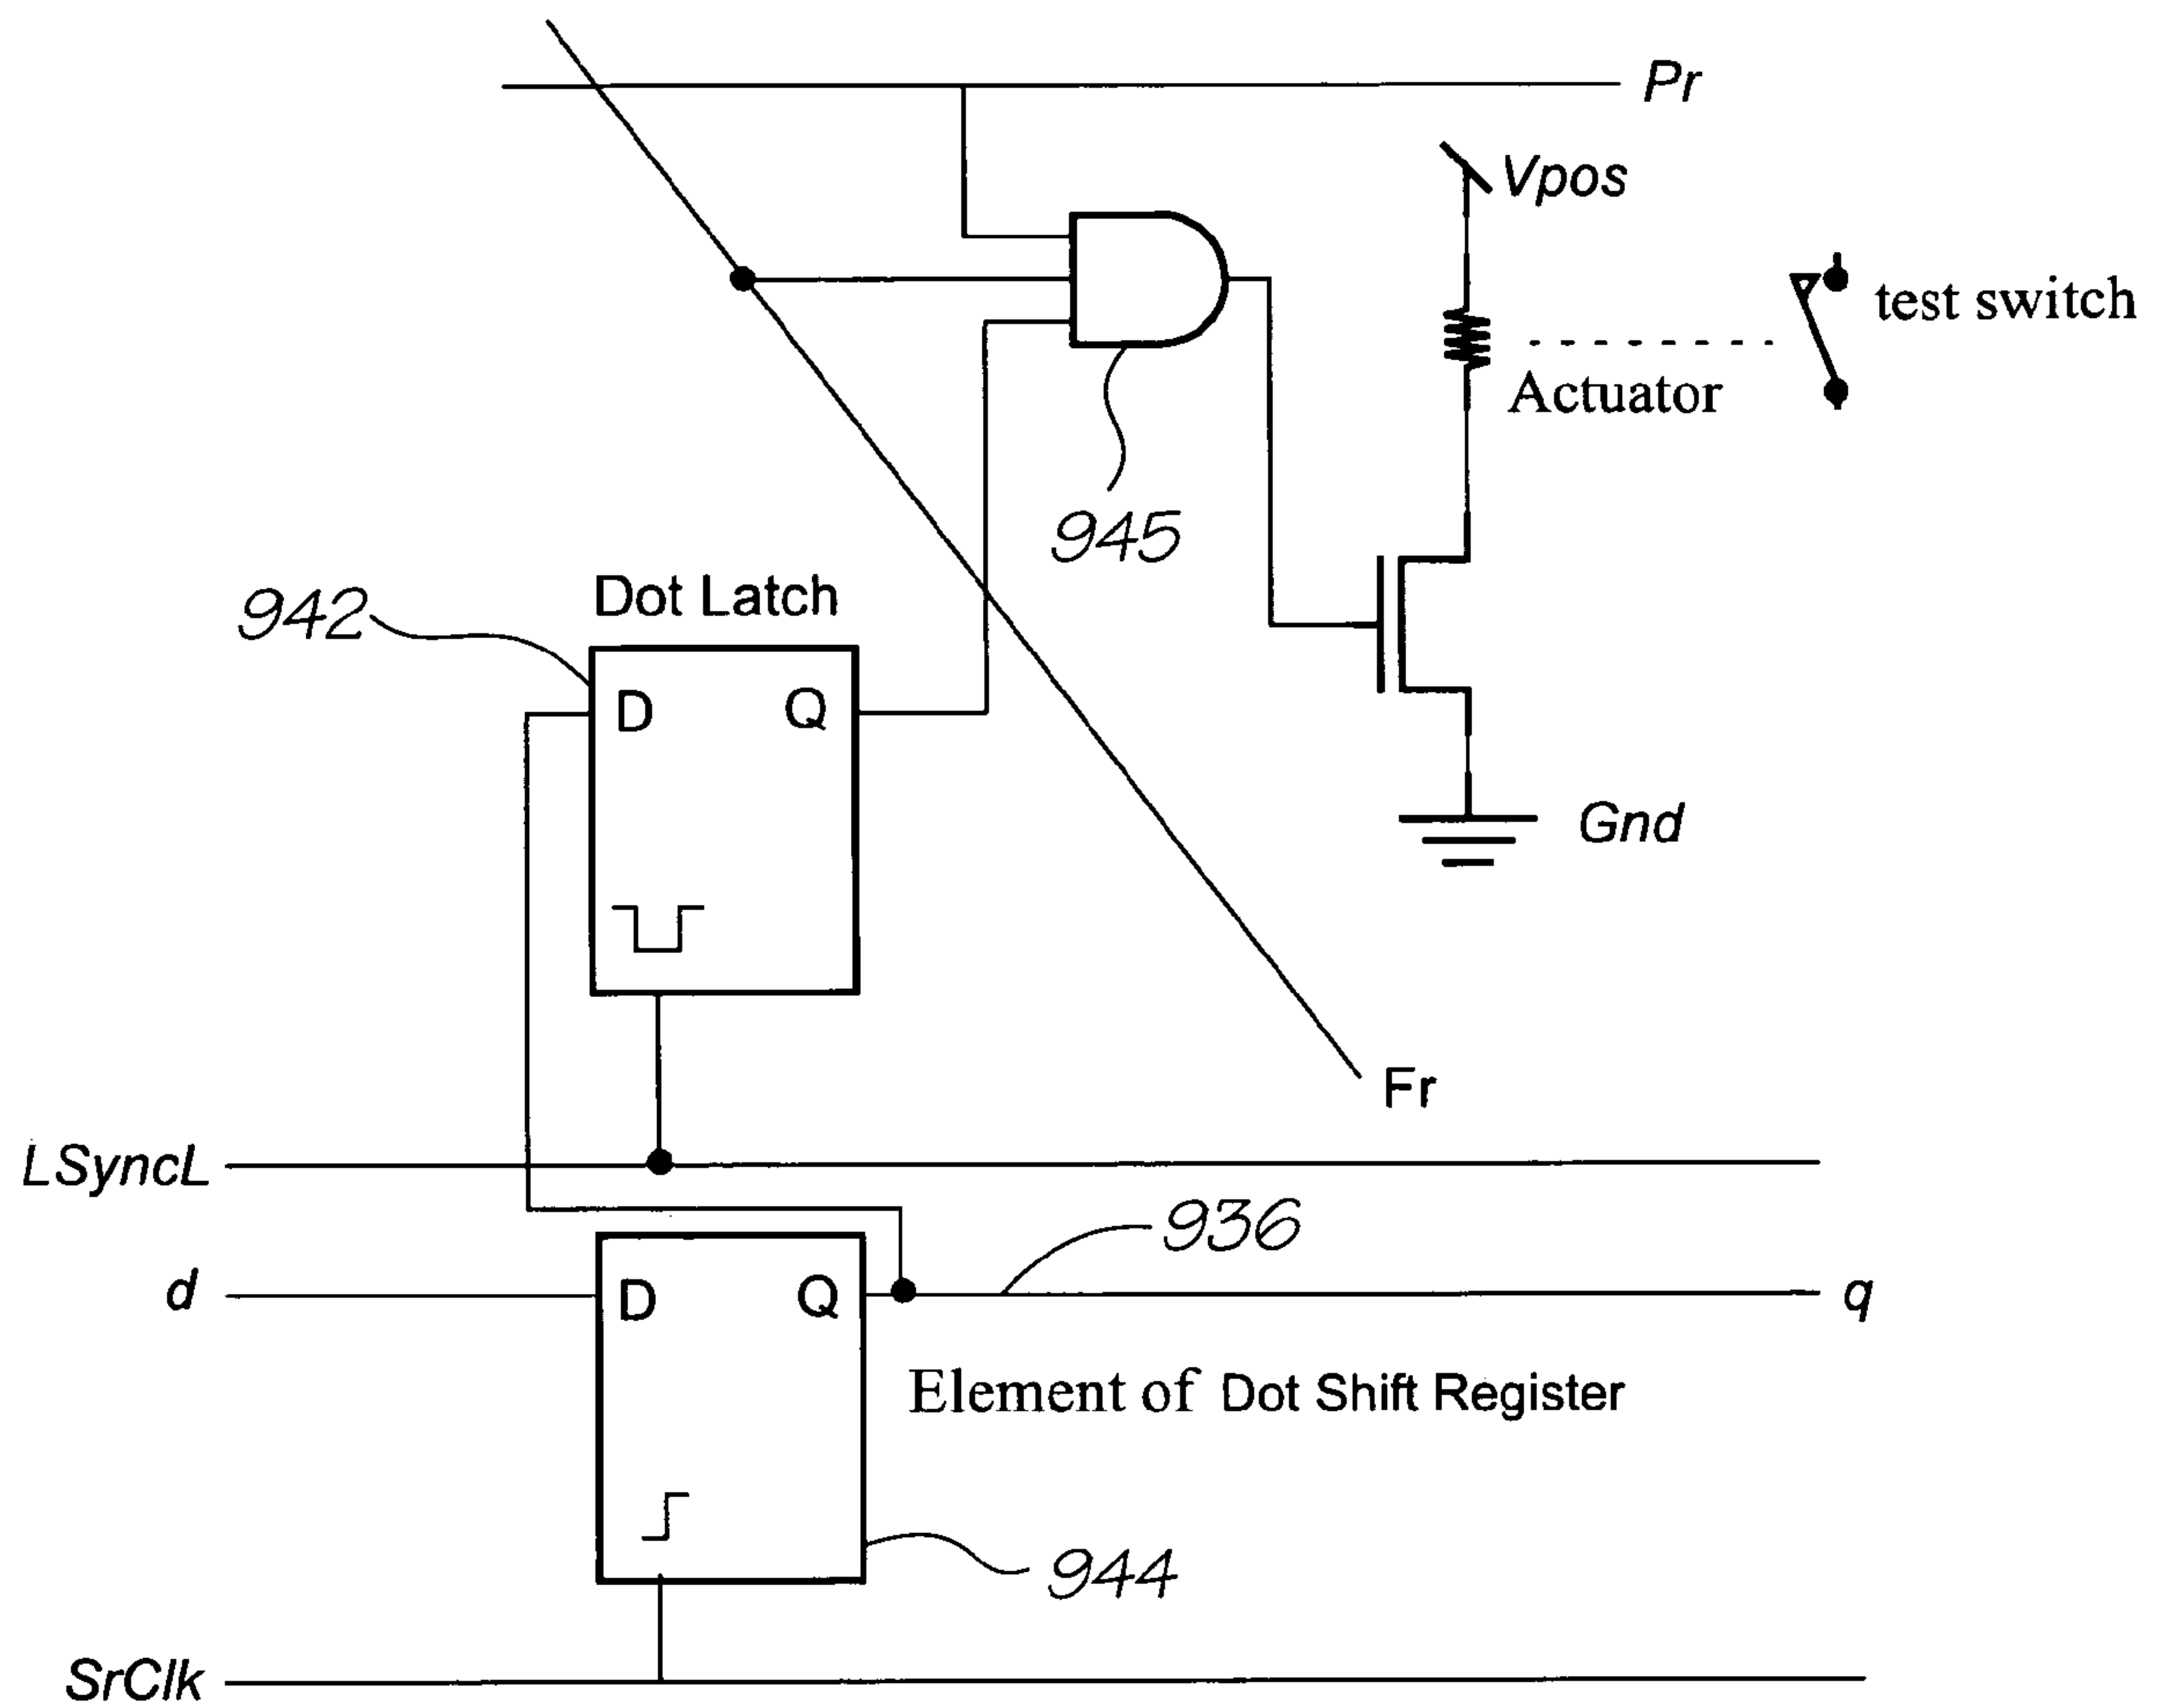 Pr
Vpos
test switch
Actuator
945
942
Dot Latch
D Q
Gnd
Fr
LSyncL
936
d
D Q
q
Element of Dot Shift Register
944
SrClk